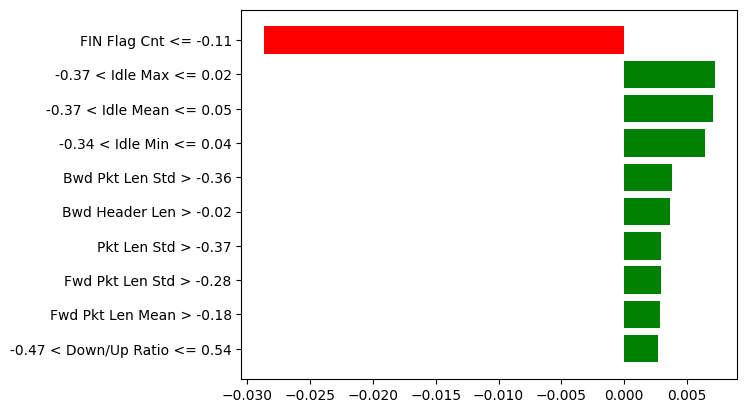 FIN Flag Cnt <= -0.11
-0.37 < Idle Max <= 0.02
-0.37 < Idle Mean <= 0.05
-0.34 < Idle Min <= 0.04
Bwd Pkt Len Std > -0.36
Bwd Header Len > -0.02
Pkt Len Std > -0.37
Fwd Pkt Len Std > -0.28
Fwd Pkt Len Mean > -0.18
-0.47 < Down/Up Ratio <= 0.54
−0.030 −0.025 −0.020 −0.015 −0.010 −0.005 0.000 0.005